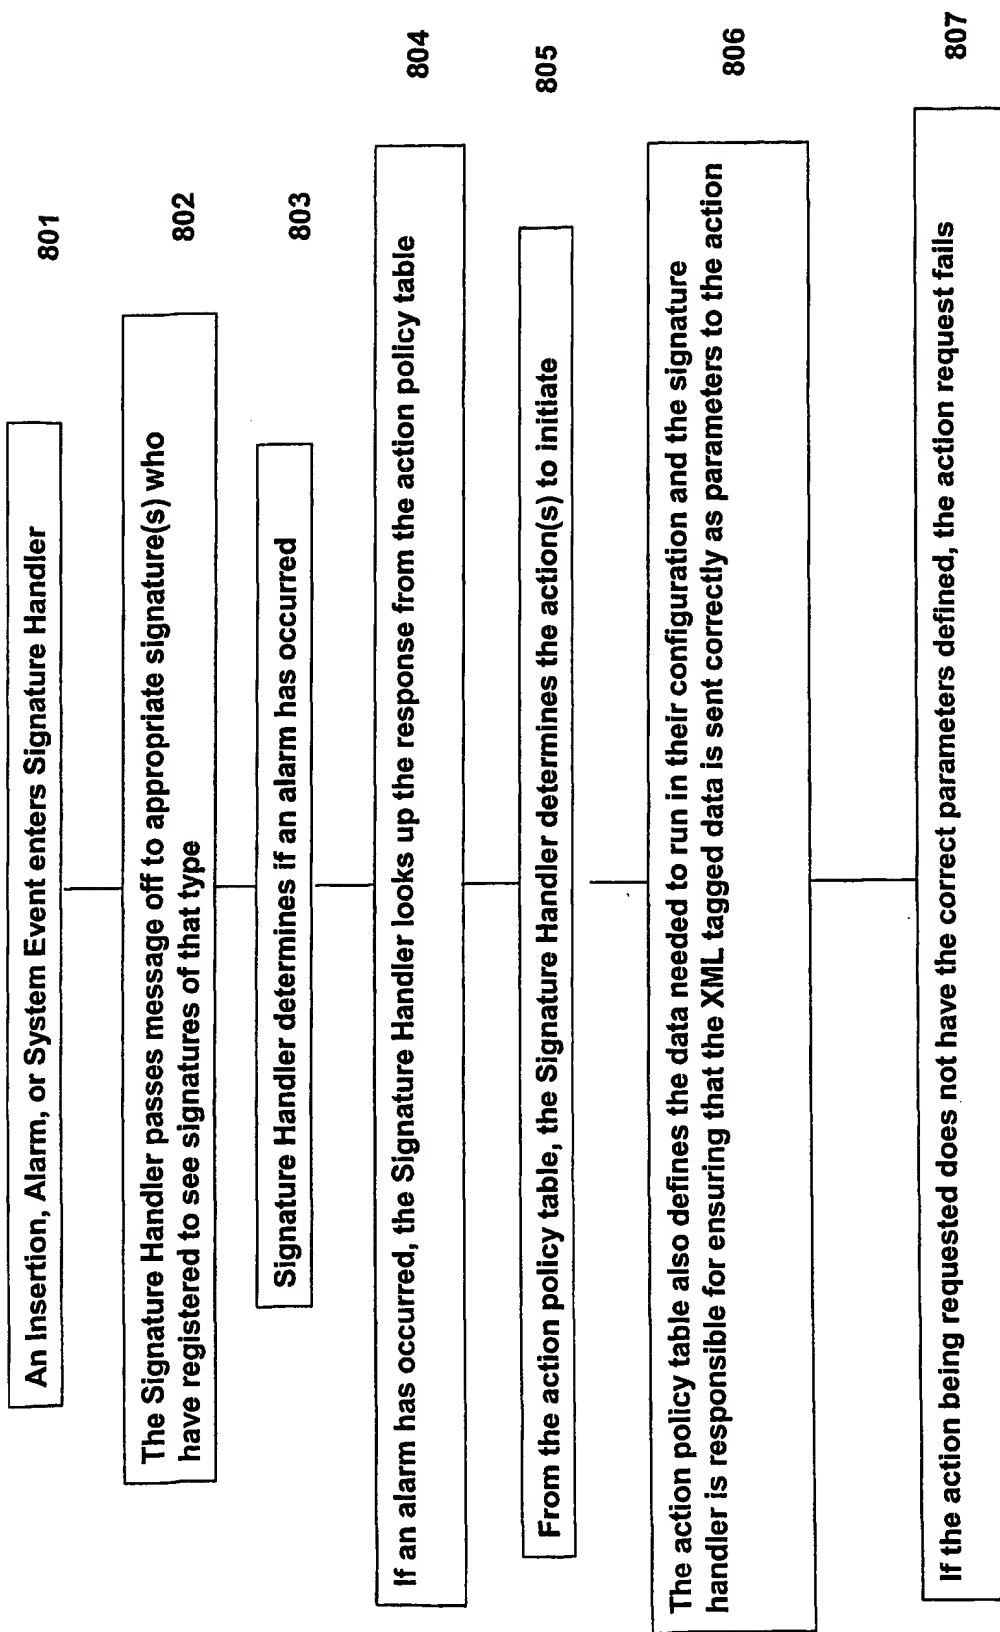 An Insertion, Alarm, or System Event enters Signature Handler
801
The Signature Handler passes message off to appropriate signature(s) who
have registered to see signatures of that type
802
Signature Handler determines if an alarm has occurred
803
If an alarm has occurred, the Signature Handler looks up the response from the action policy table
804
From the action policy table, the Signature Handler determines the action(s) to initiate
805
The action policy table also defines the data needed to run in their configuration and the signature
handler is responsible for ensuring that the XML tagged data is sent correctly as parameters to the action
806
If the action being requested does not have the correct parameters defined, the action request fails
807